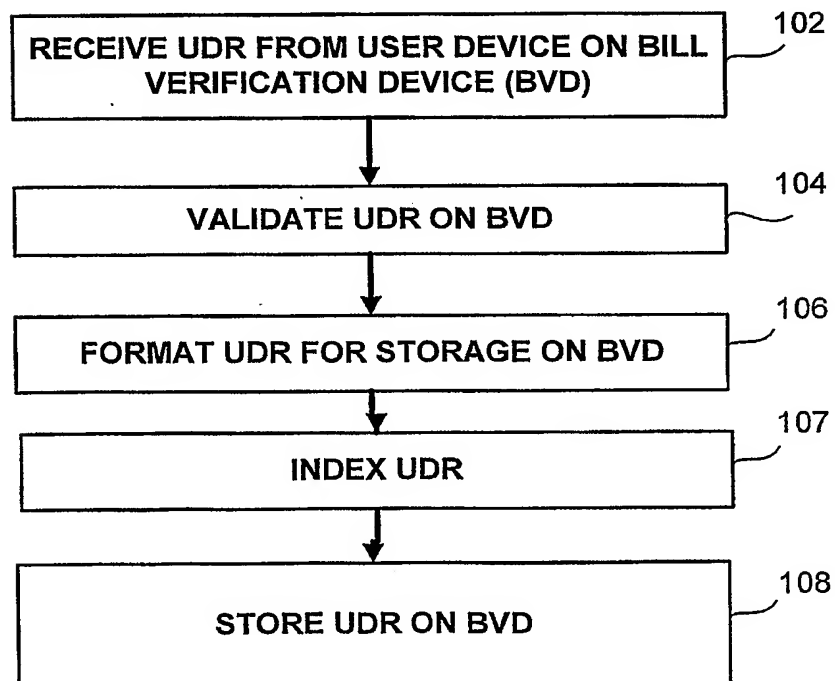 RECEIVE UDR FROM USER DEVICE ON BILL
VERIFICATION DEVICE (BVD)
102
VALIDATE UDR ON BVD
104
FORMAT UDR FOR STORAGE ON BVD
106
INDEX UDR
107
STORE UDR ON BVD
108